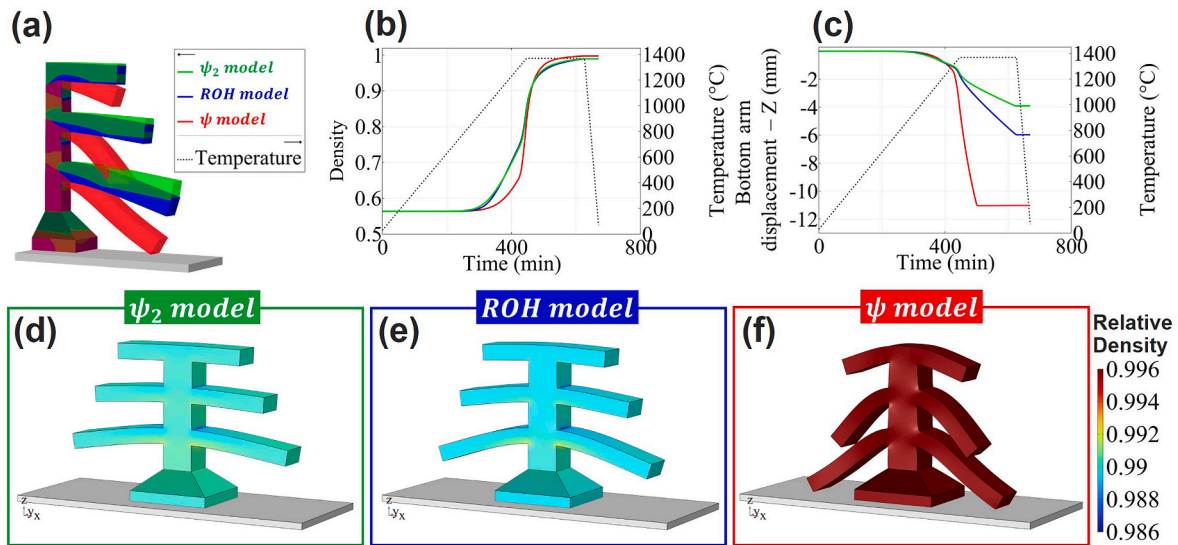 (a)
←
ψ₂ model
ROH model
ψ model
→
Temperature
(b)
1
0.9
0.8
0.7
0.6
0.5
Density
0
400
800
Time (min)
1400
1200
1000
800
600
400
200
0
Temperature (°C)
(c)
-2
-4
-6
-8
-10
-12
Bottom arm
displacement – Z (mm)
0
400
800
Time (min)
1400
1200
1000
800
600
400
200
0
Temperature (°C)
ψ₂ model
(d)
z
y x
ROH model
(e)
z
y x
ψ model
(f)
z
y x
Relative
Density
0.996
0.994
0.992
0.99
0.988
0.986